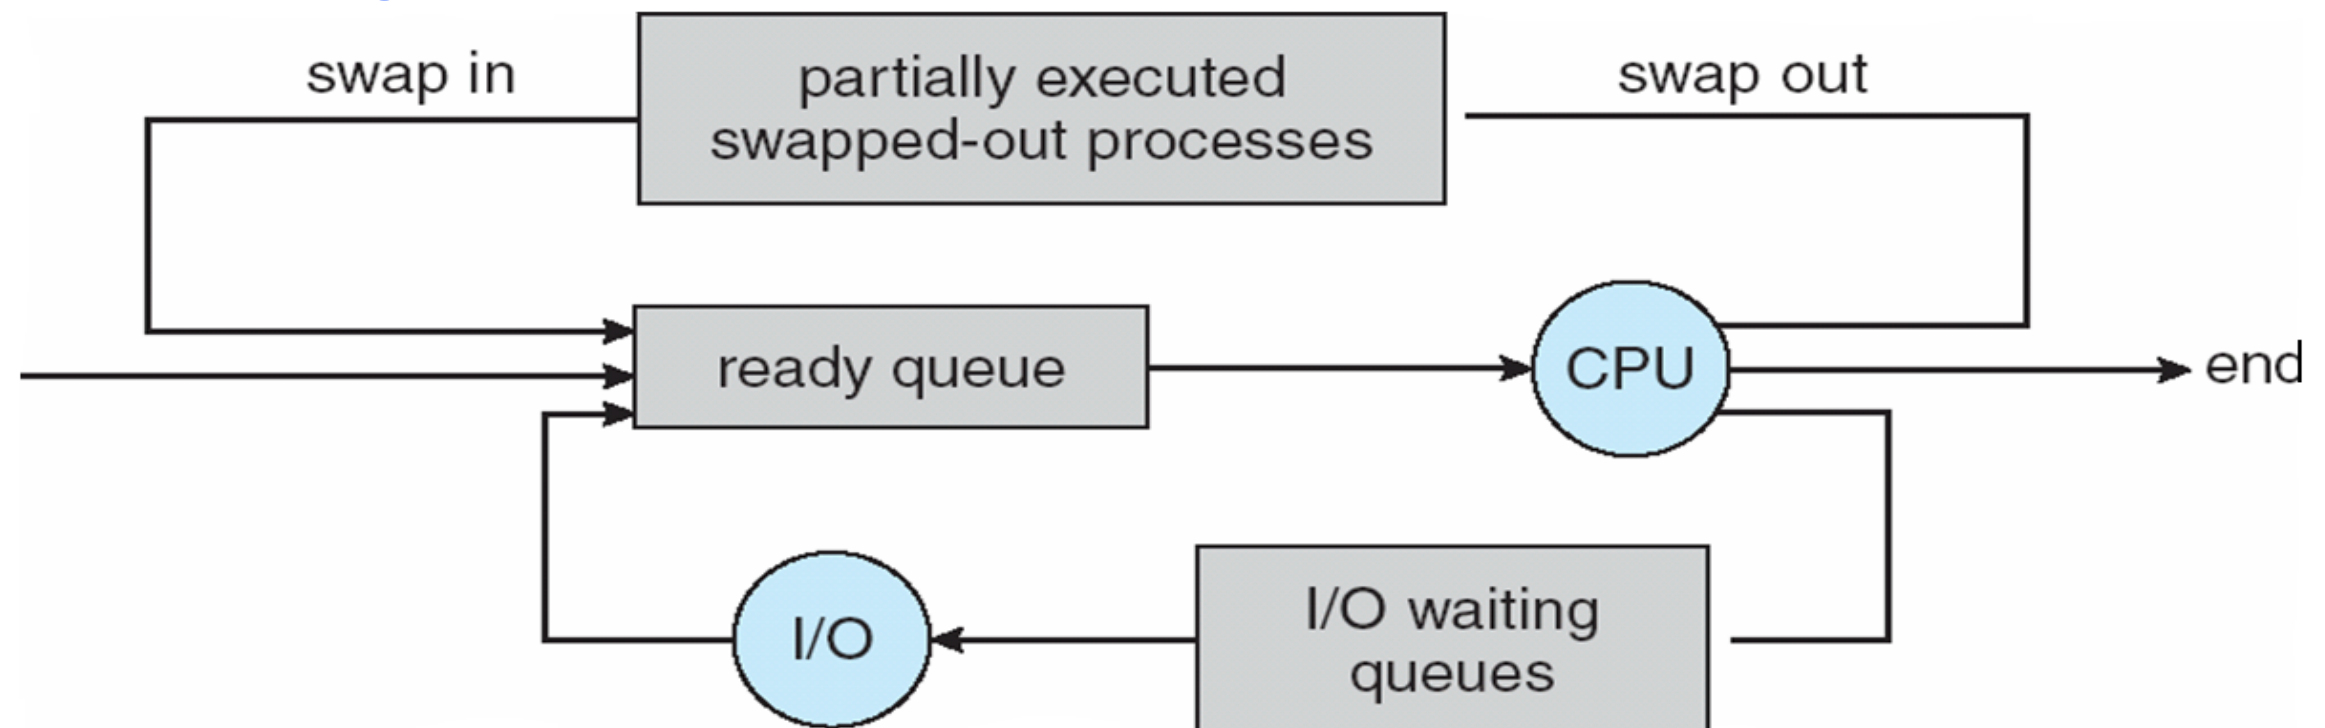 swap in
partially executed
swapped-out processes
swap out
ready queue
CPU
end
I/O
I/O waiting
queues